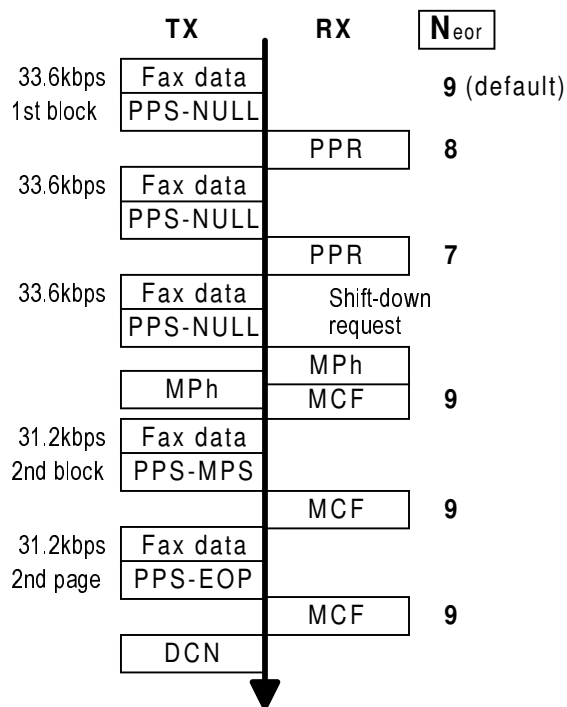 TX RX Neor
33.6kbps Fax data 9 (default)
1st block PPS-NULL
PPR 8
33.6kbps Fax data
PPS-NULL
PPR 7
33.6kbps Fax data Shift-down
PPS-NULL request
MPh
MPh MCF 9
31.2kbps Fax data
2nd block PPS-MPS
MCF 9
31.2kbps Fax data
2nd page PPS-EOP
MCF 9
DCN